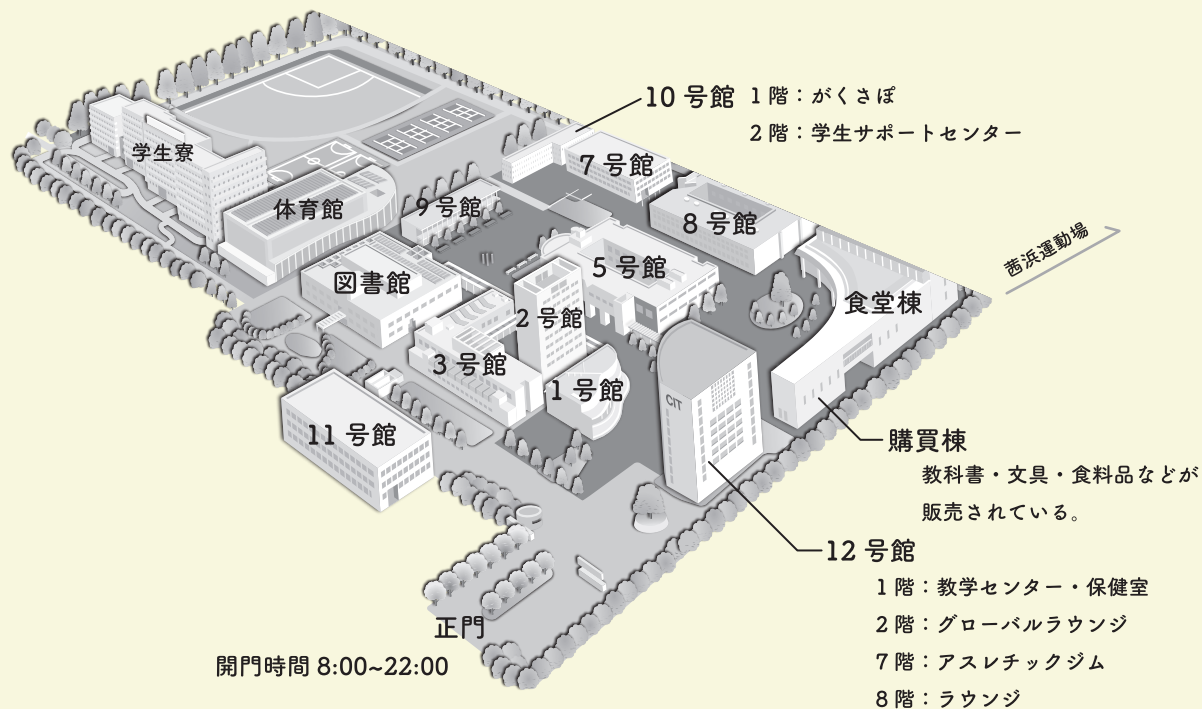 10 号館
1 階：がくさぽ
2 階：学生サポートセンター
7 号館
学生寮
体育館
9 号館
8 号館
茜浜運動場
5 号館
図書館
食堂棟
2 号館
3 号館
1 号館
CIT
11 号館
購買棟
教科書・文具・食料品などが
販売されている。
12 号館
1 階：教学センター・保健室
2 階：グローバルラウンジ
7 階：アスレチックジム
8 階：ラウンジ
正門
開門時間 8:00~22:00